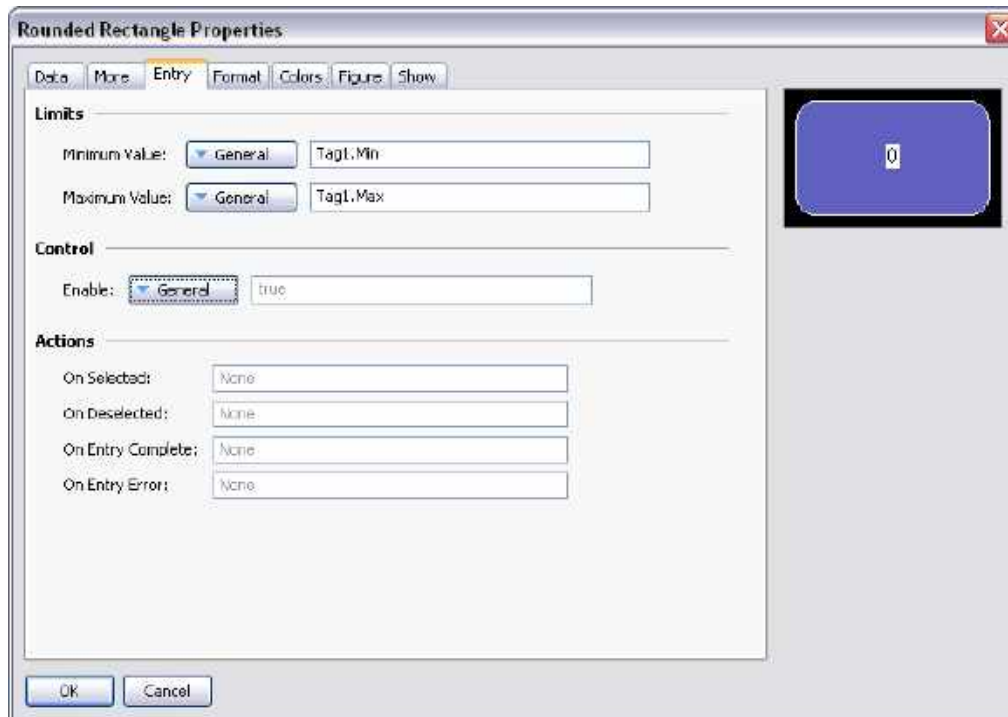 Rounded Rectangle Properties
Data More Entry Format Colors Figure Show
Limits
Minimum Value: General Tag1.Min
Maximum Value: General Tag1.Max
0
Control
Enable: General true
Actions
On Selected: None
On Deselected: None
On Entry Complete: None
On Entry Error: None
OK Cancel